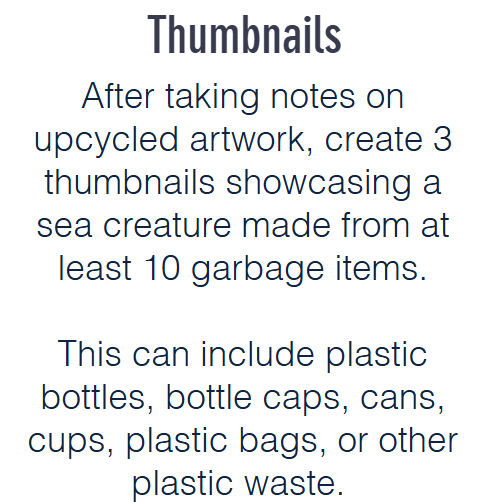 Thumbnails
After taking notes on
upcycled artwork, create 3
thumbnails showcasing a
sea creature made from at
least 10 garbage items.
This can include plastic
bottles, bottle caps, cans,
cups, plastic bags, or other
plastic waste.